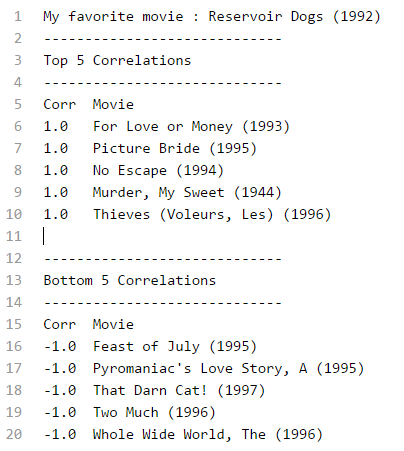 1 My favorite movie : Reservoir Dogs (1992)
2 -----------------------------
3 Top 5 Correlations
4 -----------------------------
5 Corr  Movie
6 1.0   For Love or Money (1993)
7 1.0   Picture Bride (1995)
8 1.0   No Escape (1994)
9 1.0   Murder, My Sweet (1944)
10 1.0   Thieves (Voleurs, Les) (1996)
11
12 -----------------------------
13 Bottom 5 Correlations
14 -----------------------------
15 Corr  Movie
16 -1.0  Feast of July (1995)
17 -1.0  Pyromaniac's Love Story, A (1995)
18 -1.0  That Darn Cat! (1997)
19 -1.0  Two Much (1996)
20 -1.0  Whole Wide World, The (1996)